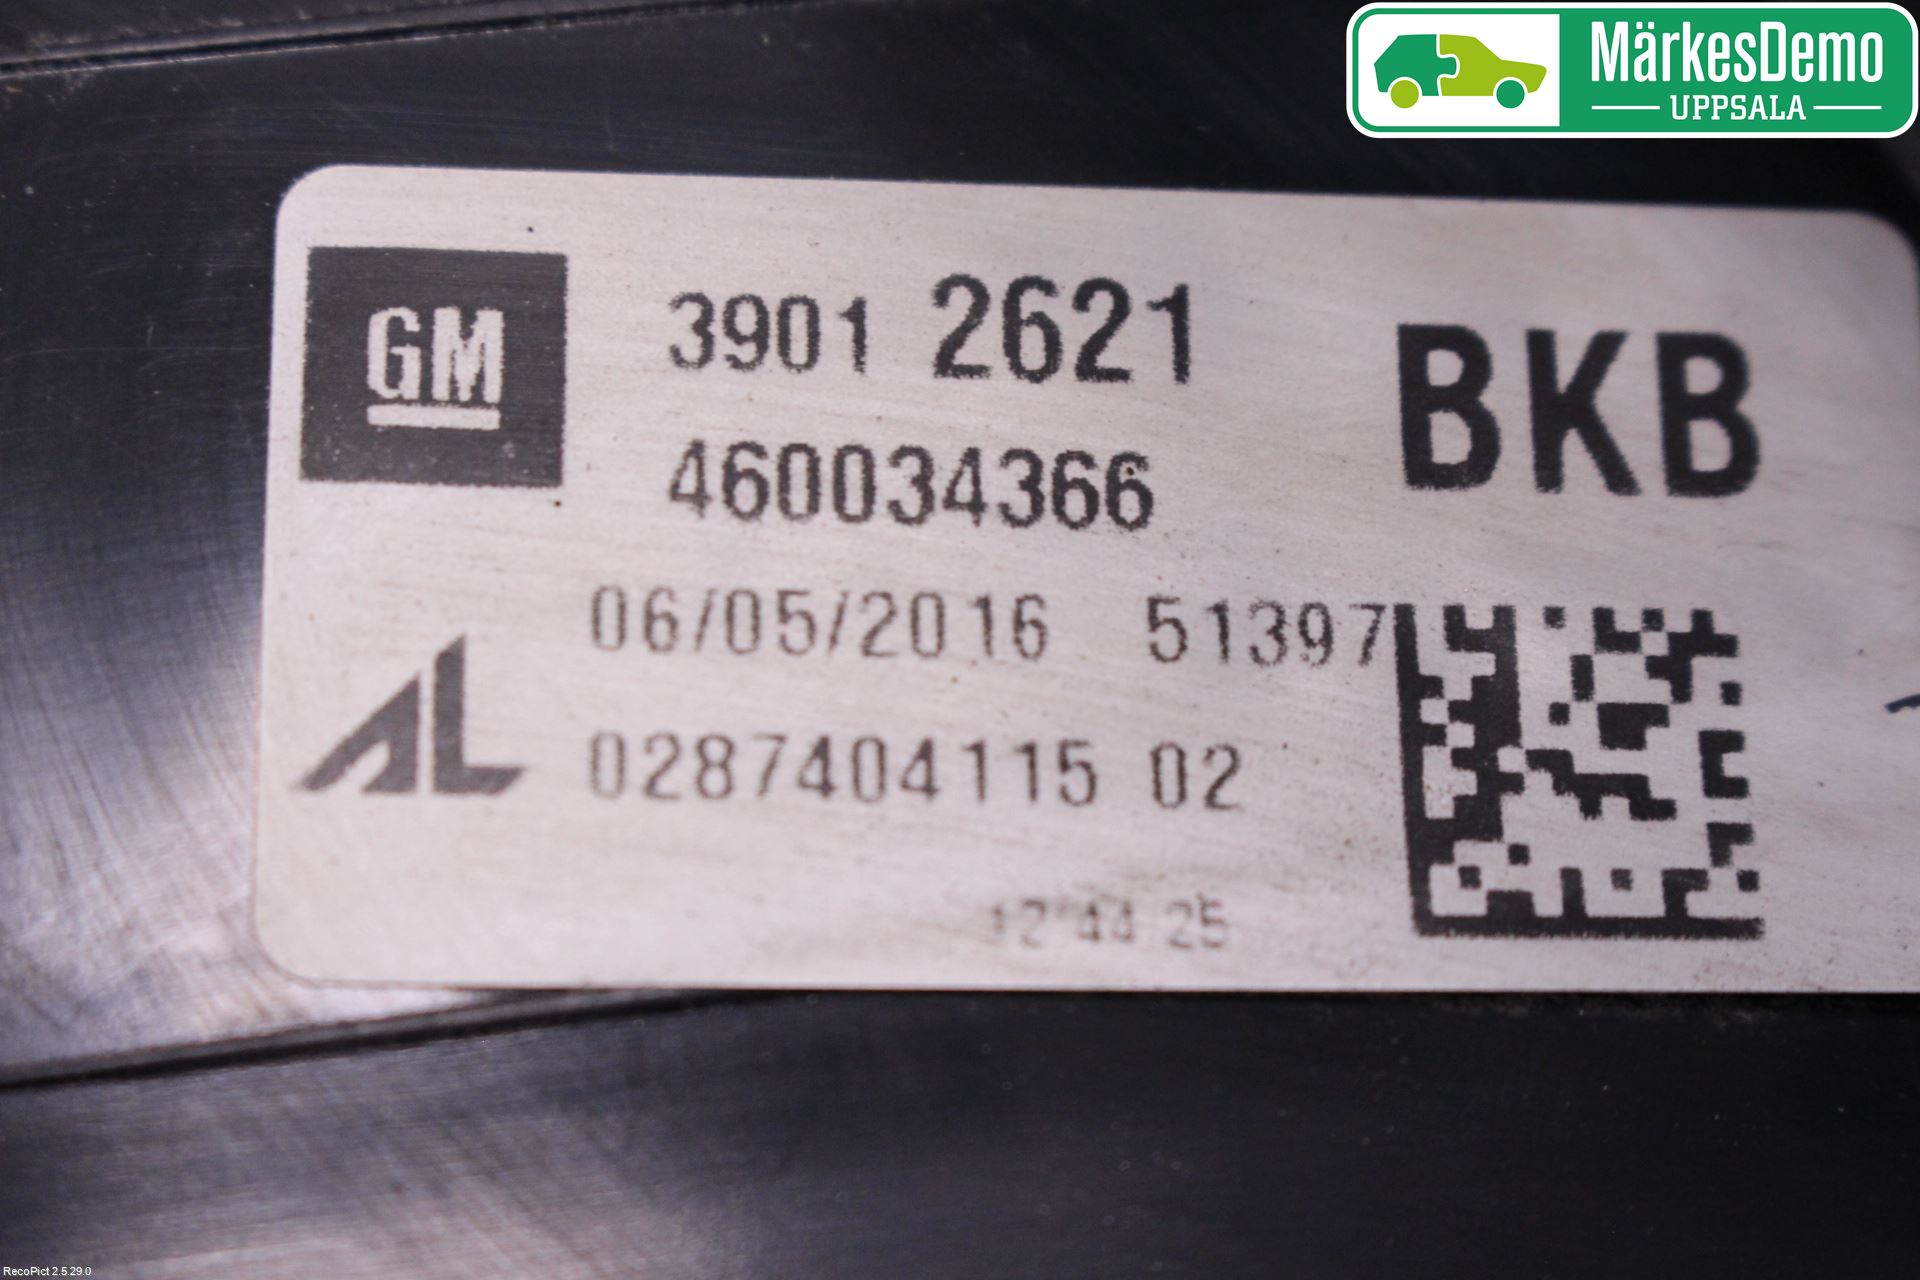 MärkesDemo
UPPSALA
GM
3901 2621
BKB
460034366
06/05/2016 51397
AL
0287404115 02
12 44 25
RecoPict 2.5.29.0